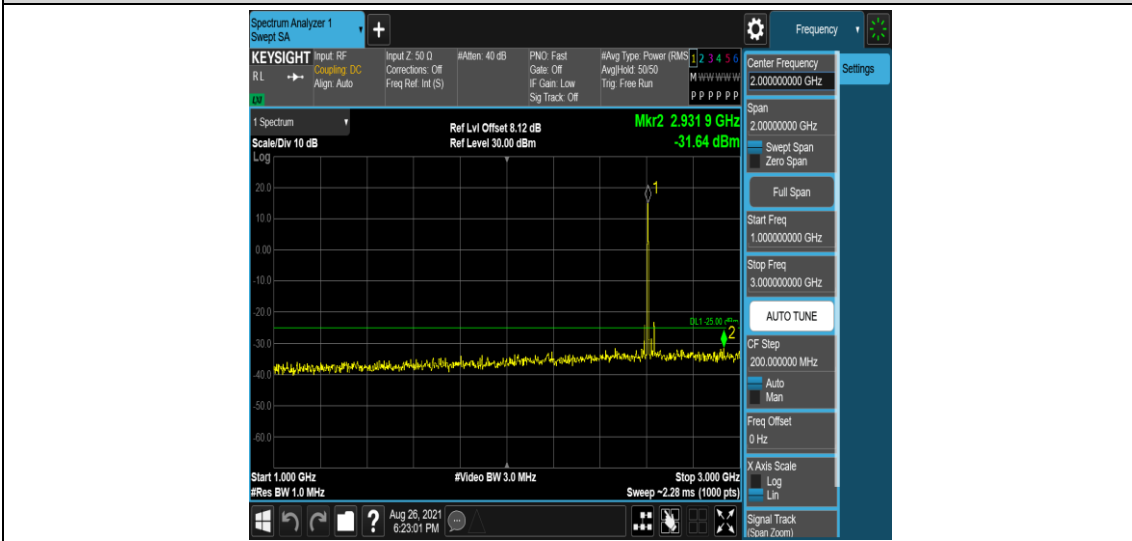 Spectrum Analyzer 1
Swept SA
Frequency
KEYSIGHT
RL
LXI
Input: RF
Coupling: DC
Align: Auto
Input Z: 50 Ω
Corrections: Off
Freq Ref: Int (S)
#Atten: 40 dB
PNO: Fast
Gate: Off
IF Gain: Low
Sig Track: Off
#Avg Type: Power (RMS
Avg|Hold: 50/50
Trig: Free Run
1 2 3 4 5 6
M W W W W W
P P P P P P
1 Spectrum
Scale/Div 10 dB
Log
Ref Lvl Offset 8.12 dB
Ref Level 30.00 dBm
Mkr2 2.931 9 GHz
-31.64 dBm
20.0
10.0
0.00
-10.0
-20.0
-30.0
-40.0
-50.0
-60.0
1
DL1 -25.00
2
Start 1.000 GHz
#Res BW 1.0 MHz
#Video BW 3.0 MHz
Stop 3.000 GHz
Sweep ~2.28 ms (1000 pts)
?
Aug 26, 2021
6:23:01 PM
Settings
Center Frequency
2.000000000 GHz
Span
2.00000000 GHz
Swept Span
Zero Span
Full Span
Start Freq
1.000000000 GHz
Stop Freq
3.000000000 GHz
AUTO TUNE
CF Step
200.000000 MHz
Auto
Man
Freq Offset
0 Hz
X Axis Scale
Log
Lin
Signal Track
(Span Zoom)